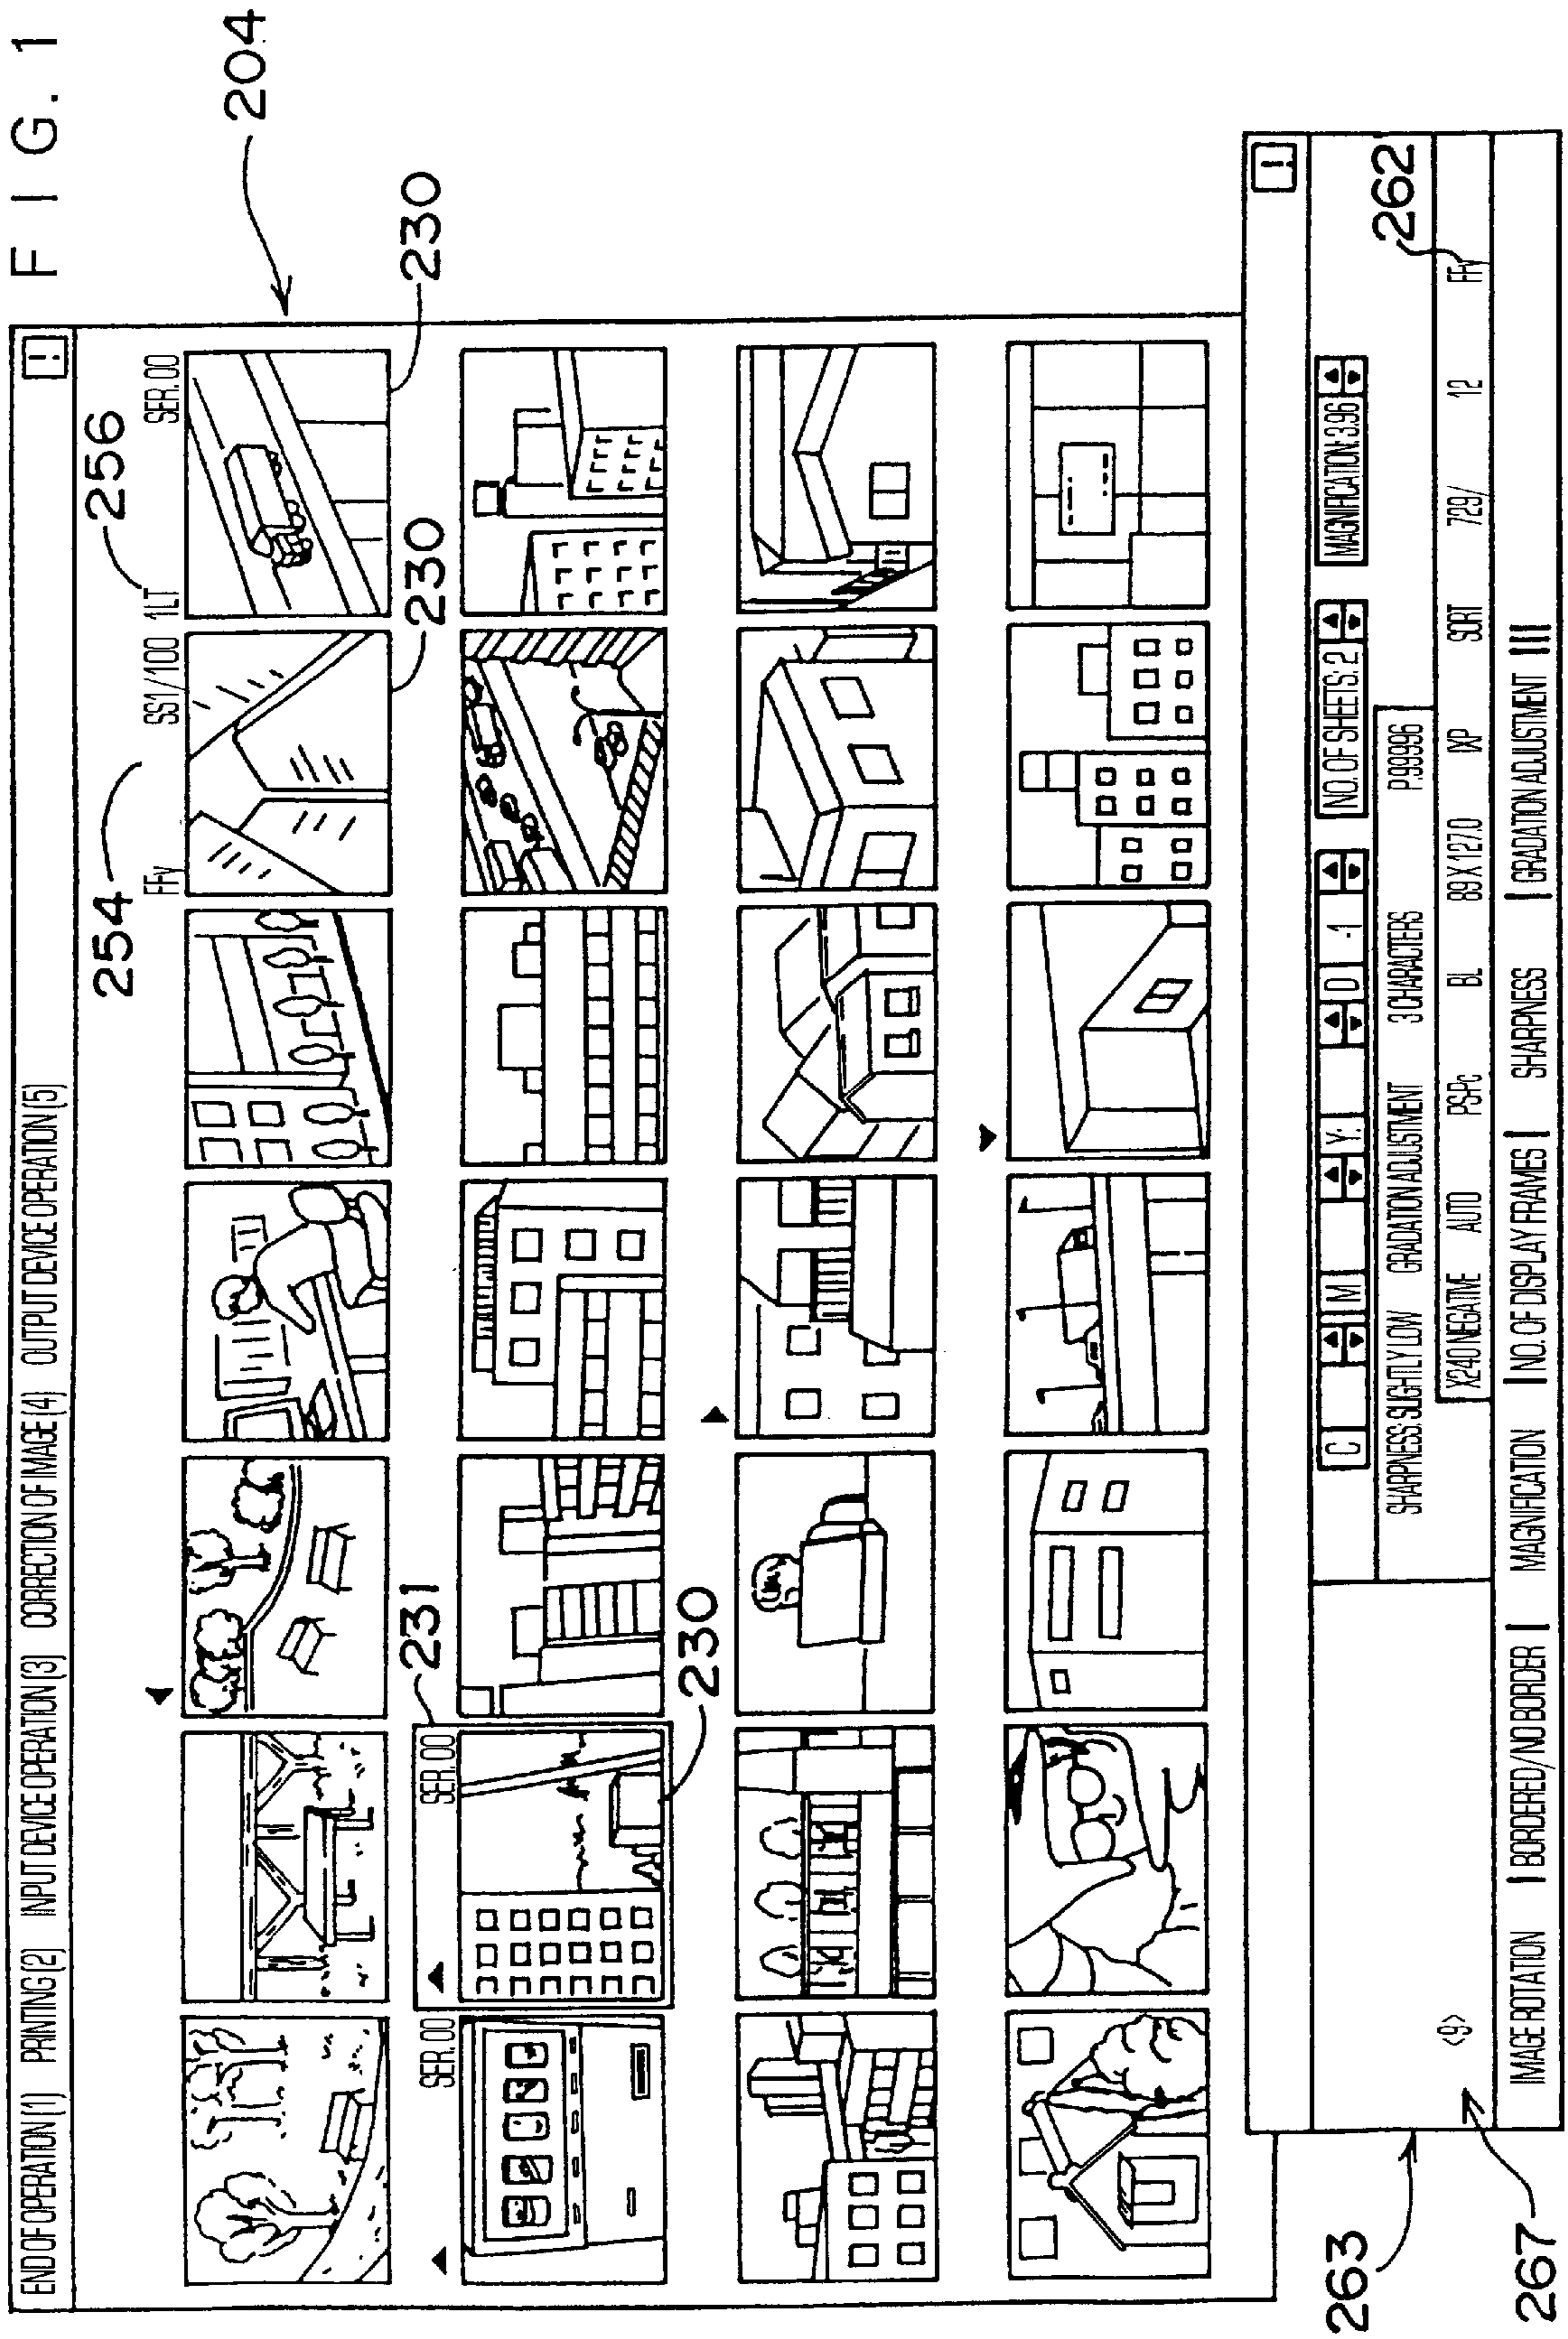 FIG. 1
204
END OF OPERATION (1) PRINTING (2) INPUT DEVICE OPERATION (3) CORRECTION OF IMAGE (4) OUTPUT DEVICE OPERATION (5)
254
256
FFv SS1/100 1LT SER.00
230
230
231
SER.00
SER.00
230
263
C M Y: D -1 NO. OF SHEETS: 2 MAGNIFICATION: 3.96
SHARPNESS: SLIGHTLY LOW GRADATION ADJUSTMENT 3 CHARACTERS P.99996
262
<9> X240 NEGATIVE AUTO PSPc BL 89 X 127.0 IXP SORT 729/ 12 FFv
267
IMAGE ROTATION | BORDERED/NO BORDER | MAGNIFICATION | NO. OF DISPLAY FRAMES | SHARPNESS | GRADATION ADJUSTMENT |||